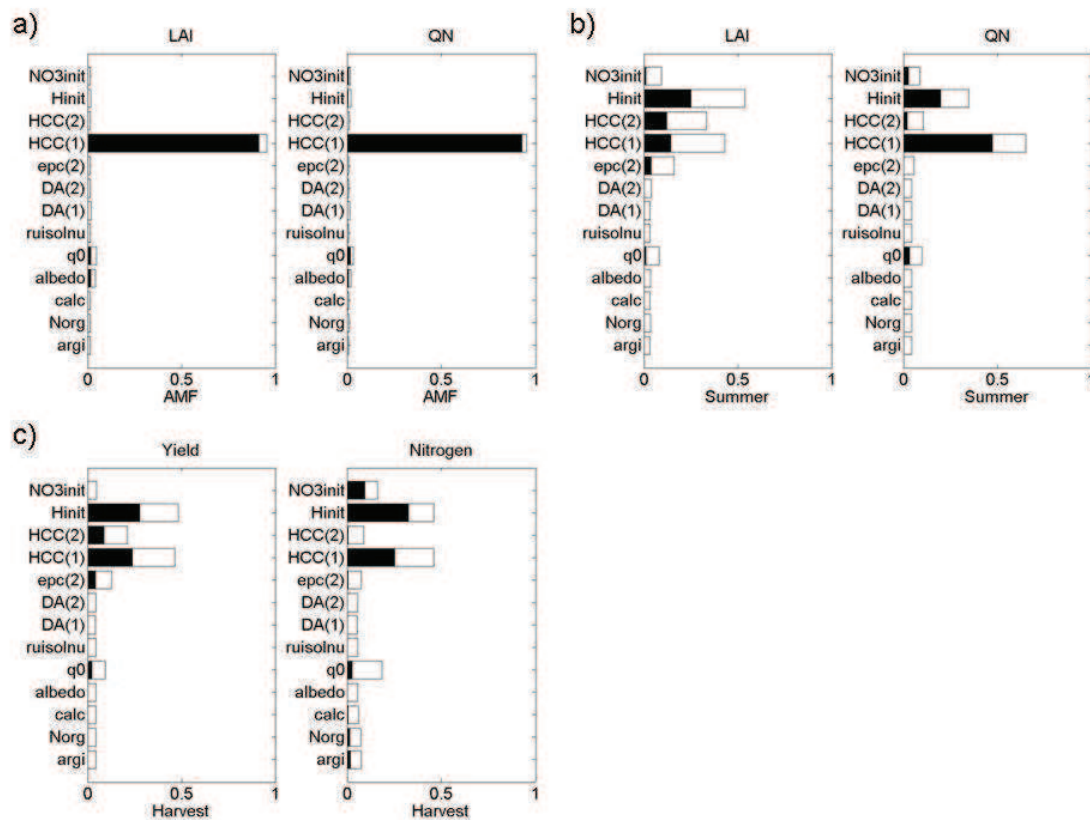 a)
LAI
NO3init
Hinit
HCC(2)
HCC(1)
epc(2)
DA(2)
DA(1)
ruisolnu
q0
albedo
calc
Norg
argi
0 0.5 1
AMF
QN
NO3init
Hinit
HCC(2)
HCC(1)
epc(2)
DA(2)
DA(1)
ruisolnu
q0
albedo
calc
Norg
argi
0 0.5 1
AMF
b)
LAI
NO3init
Hinit
HCC(2)
HCC(1)
epc(2)
DA(2)
DA(1)
ruisolnu
q0
albedo
calc
Norg
argi
0 0.5 1
Summer
QN
NO3init
Hinit
HCC(2)
HCC(1)
epc(2)
DA(2)
DA(1)
ruisolnu
q0
albedo
calc
Norg
argi
0 0.5 1
Summer
c)
Yield
NO3init
Hinit
HCC(2)
HCC(1)
epc(2)
DA(2)
DA(1)
ruisolnu
q0
albedo
calc
Norg
argi
0 0.5 1
Harvest
Nitrogen
NO3init
Hinit
HCC(2)
HCC(1)
epc(2)
DA(2)
DA(1)
ruisolnu
q0
albedo
calc
Norg
argi
0 0.5 1
Harvest